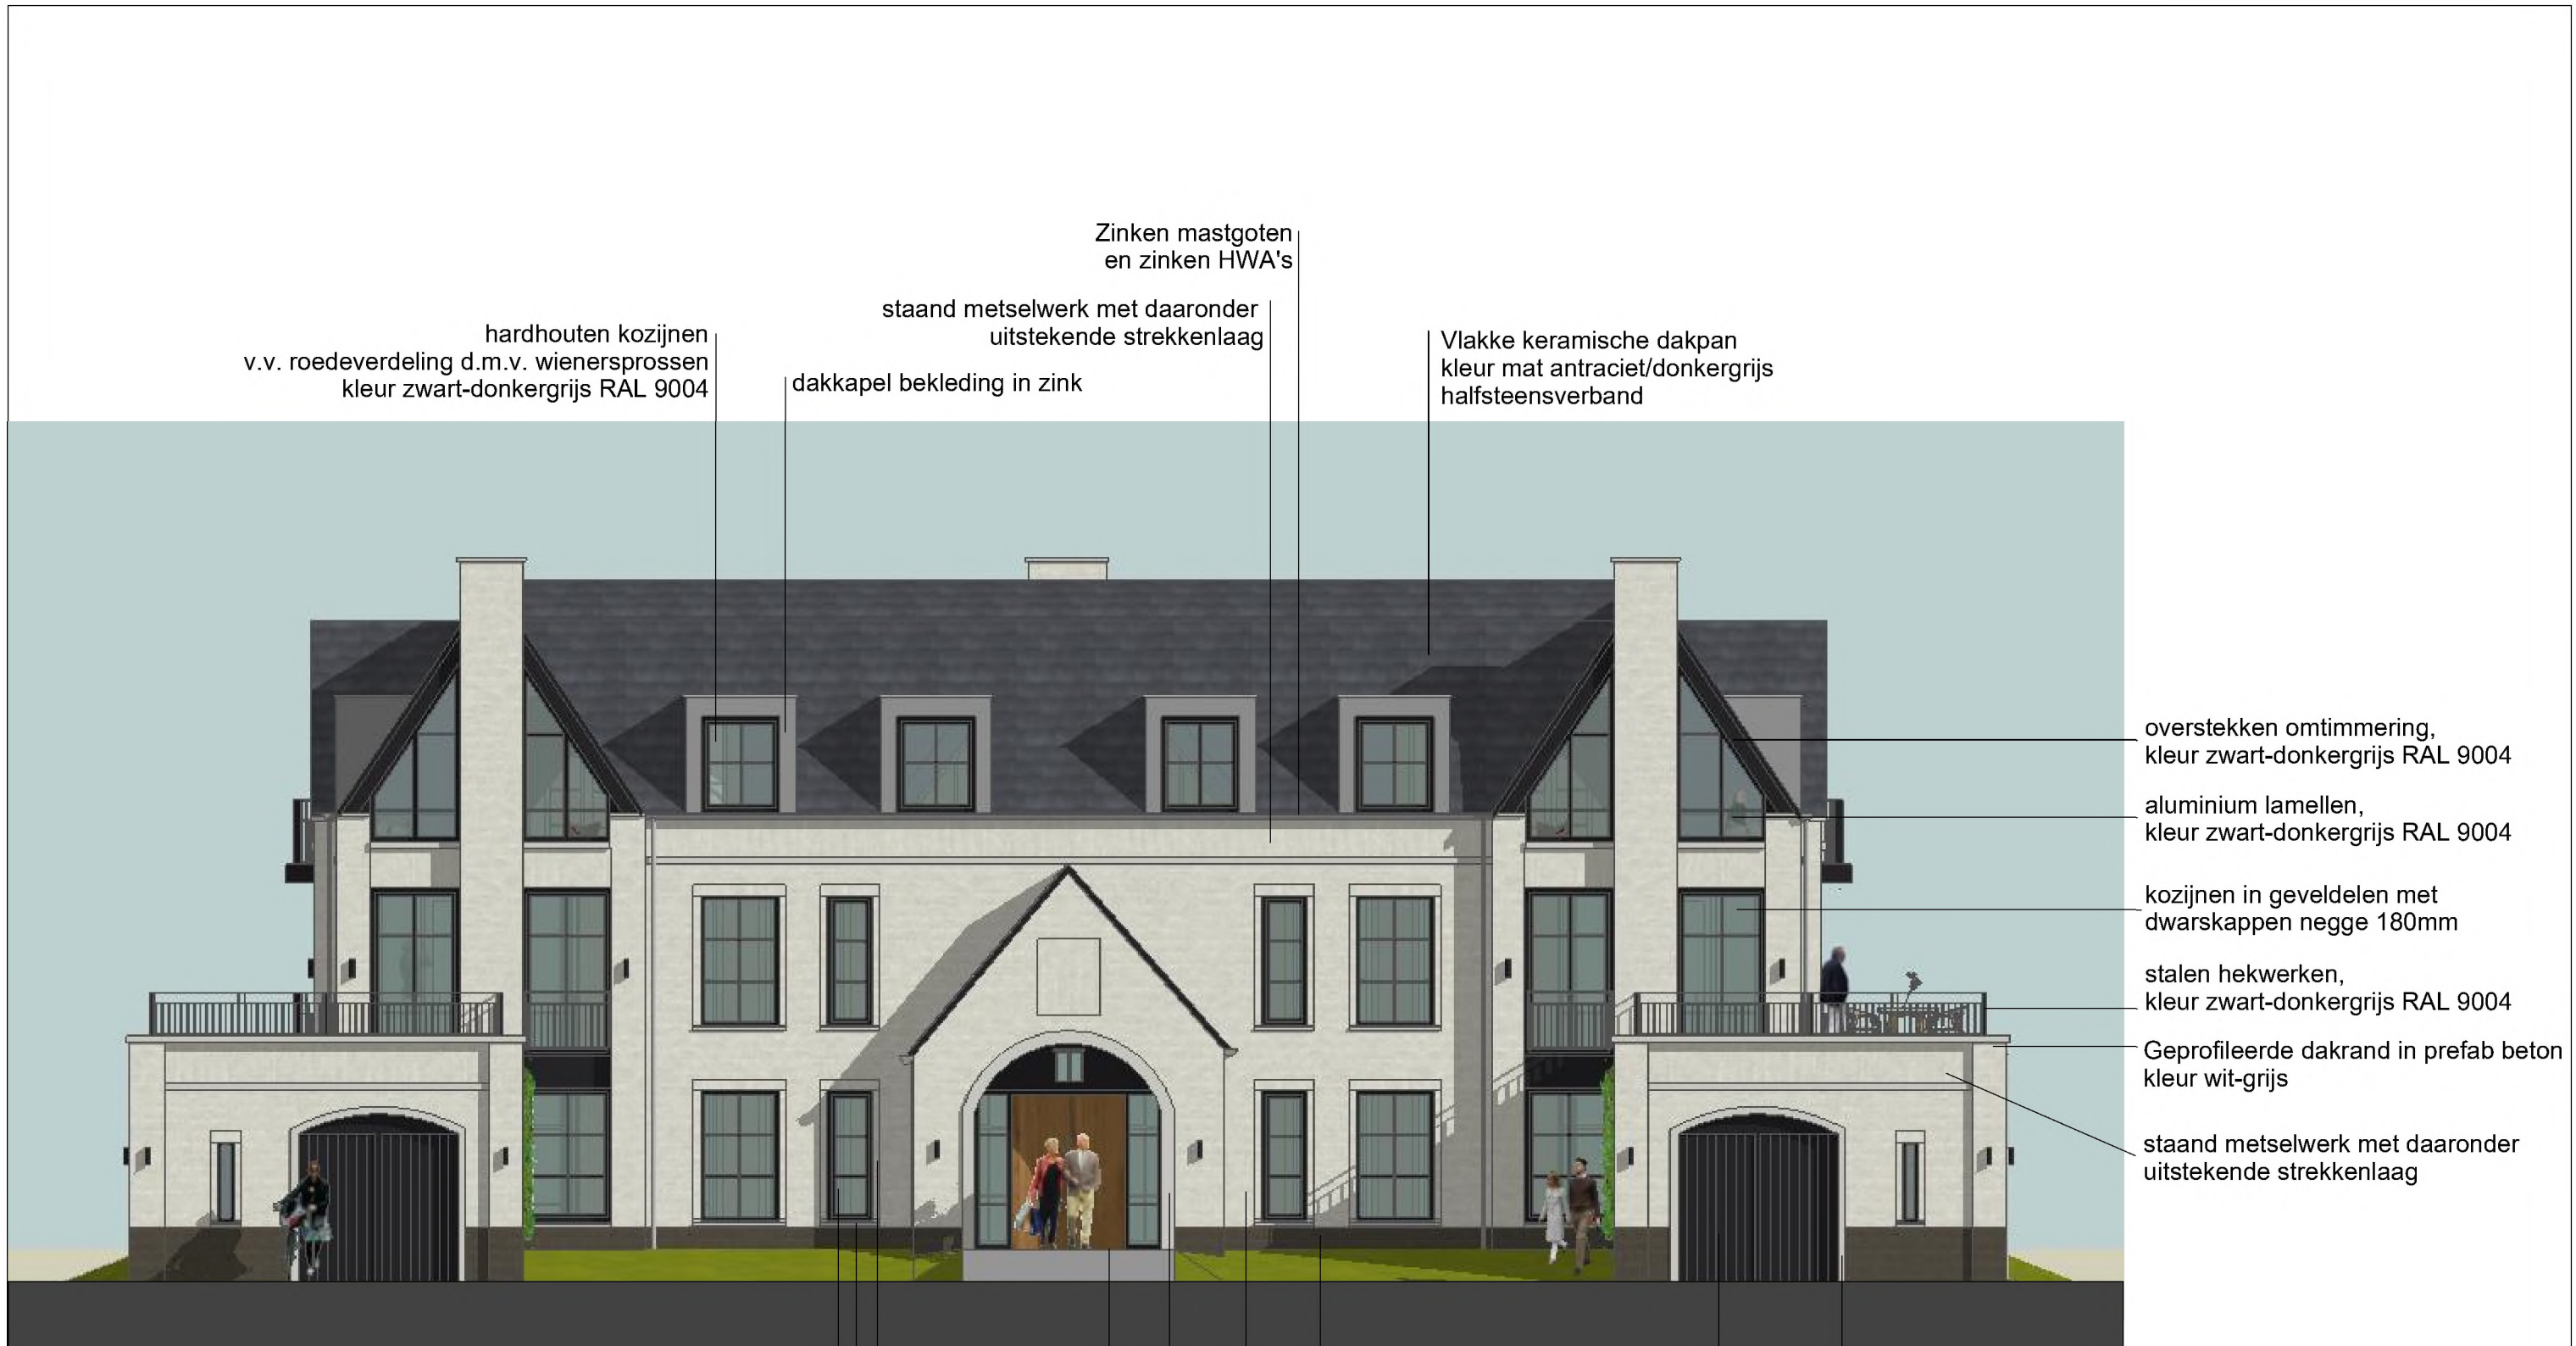 Zinken mastgoten
en zinken HWA's
staand metselwerk met daaronder
uitstekende strekkenlaag
hardhouten kozijnen
v.v. roedeverdeling d.m.v. wienersprossen
kleur zwart-donkergrijs RAL 9004
dakkapel bekleding in zink
Vlakke keramische dakpan
kleur mat antraciet/donkergrijs
halfsteensverband
overstekken omtimmering,
kleur zwart-donkergrijs RAL 9004
aluminium lamellen,
kleur zwart-donkergrijs RAL 9004
kozijnen in geveldelen met
dwarskappen negge 180mm
stalen hekwerken,
kleur zwart-donkergrijs RAL 9004
Geprofileerde dakrand in prefab beton
kleur wit-grijs
staand metselwerk met daaronder
uitstekende strekkenlaag